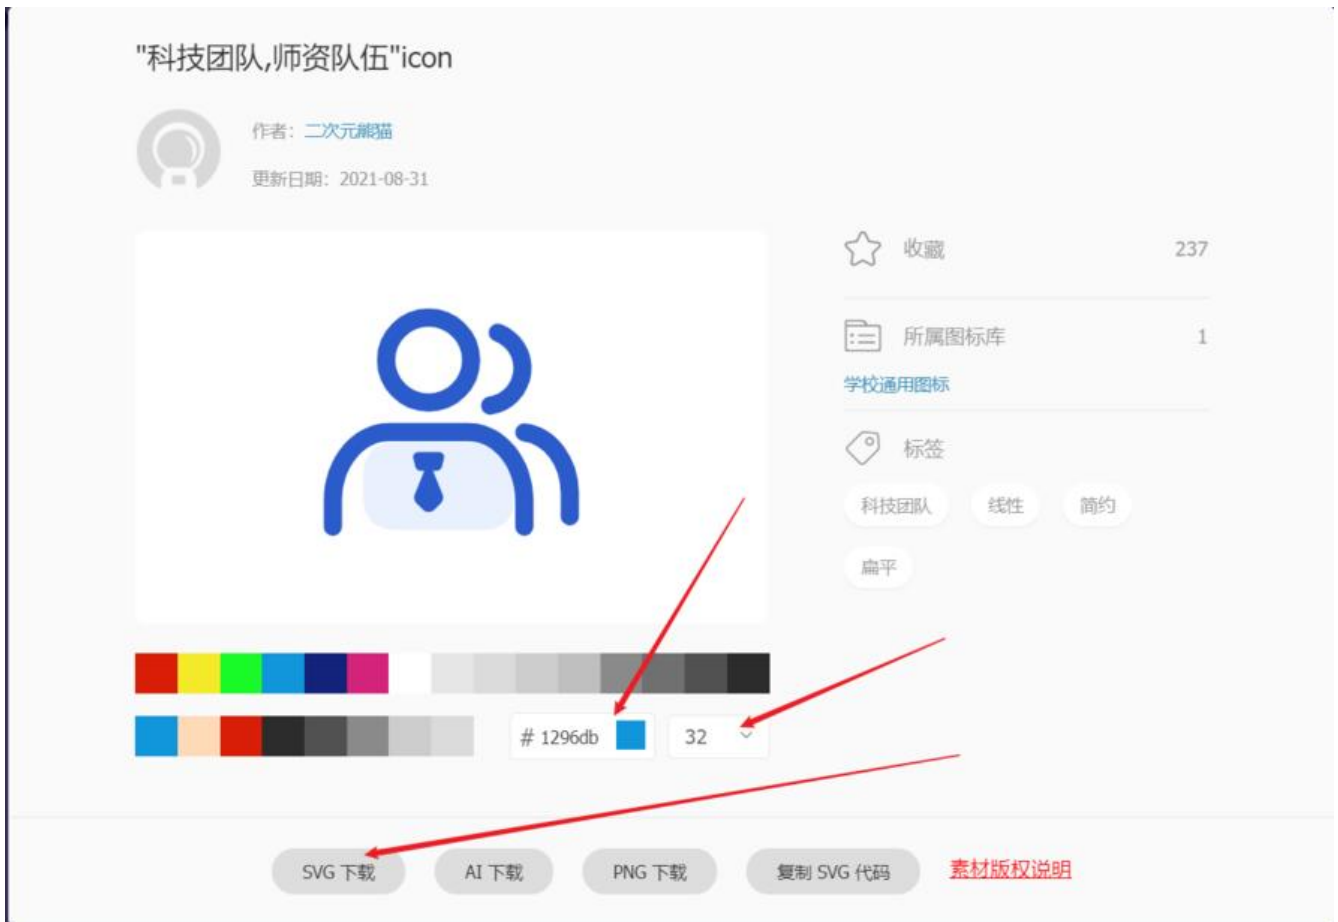 "科技团队,师资队伍"icon
作者: 二次元熊猫
更新日期: 2021-08-31
收藏 237
所属图标库 1
学校通用图标
标签
科技团队 线性 简约
扁平
# 1296db 32
SVG 下载 AI 下载 PNG 下载 复制 SVG 代码 素材版权说明